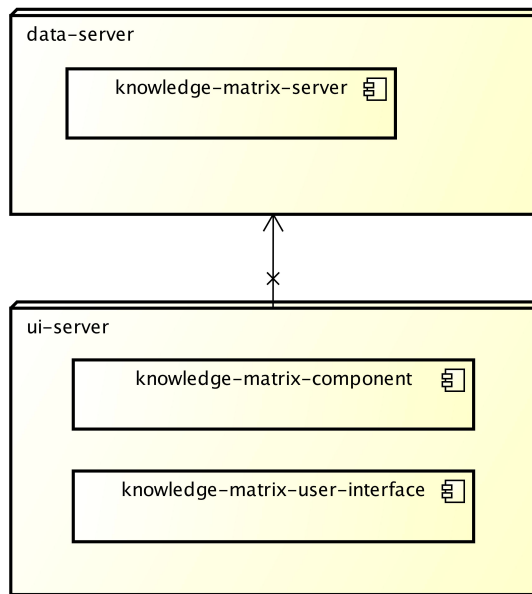 data-server
knowledge-matrix-server
ui-server
knowledge-matrix-component
knowledge-matrix-user-interface